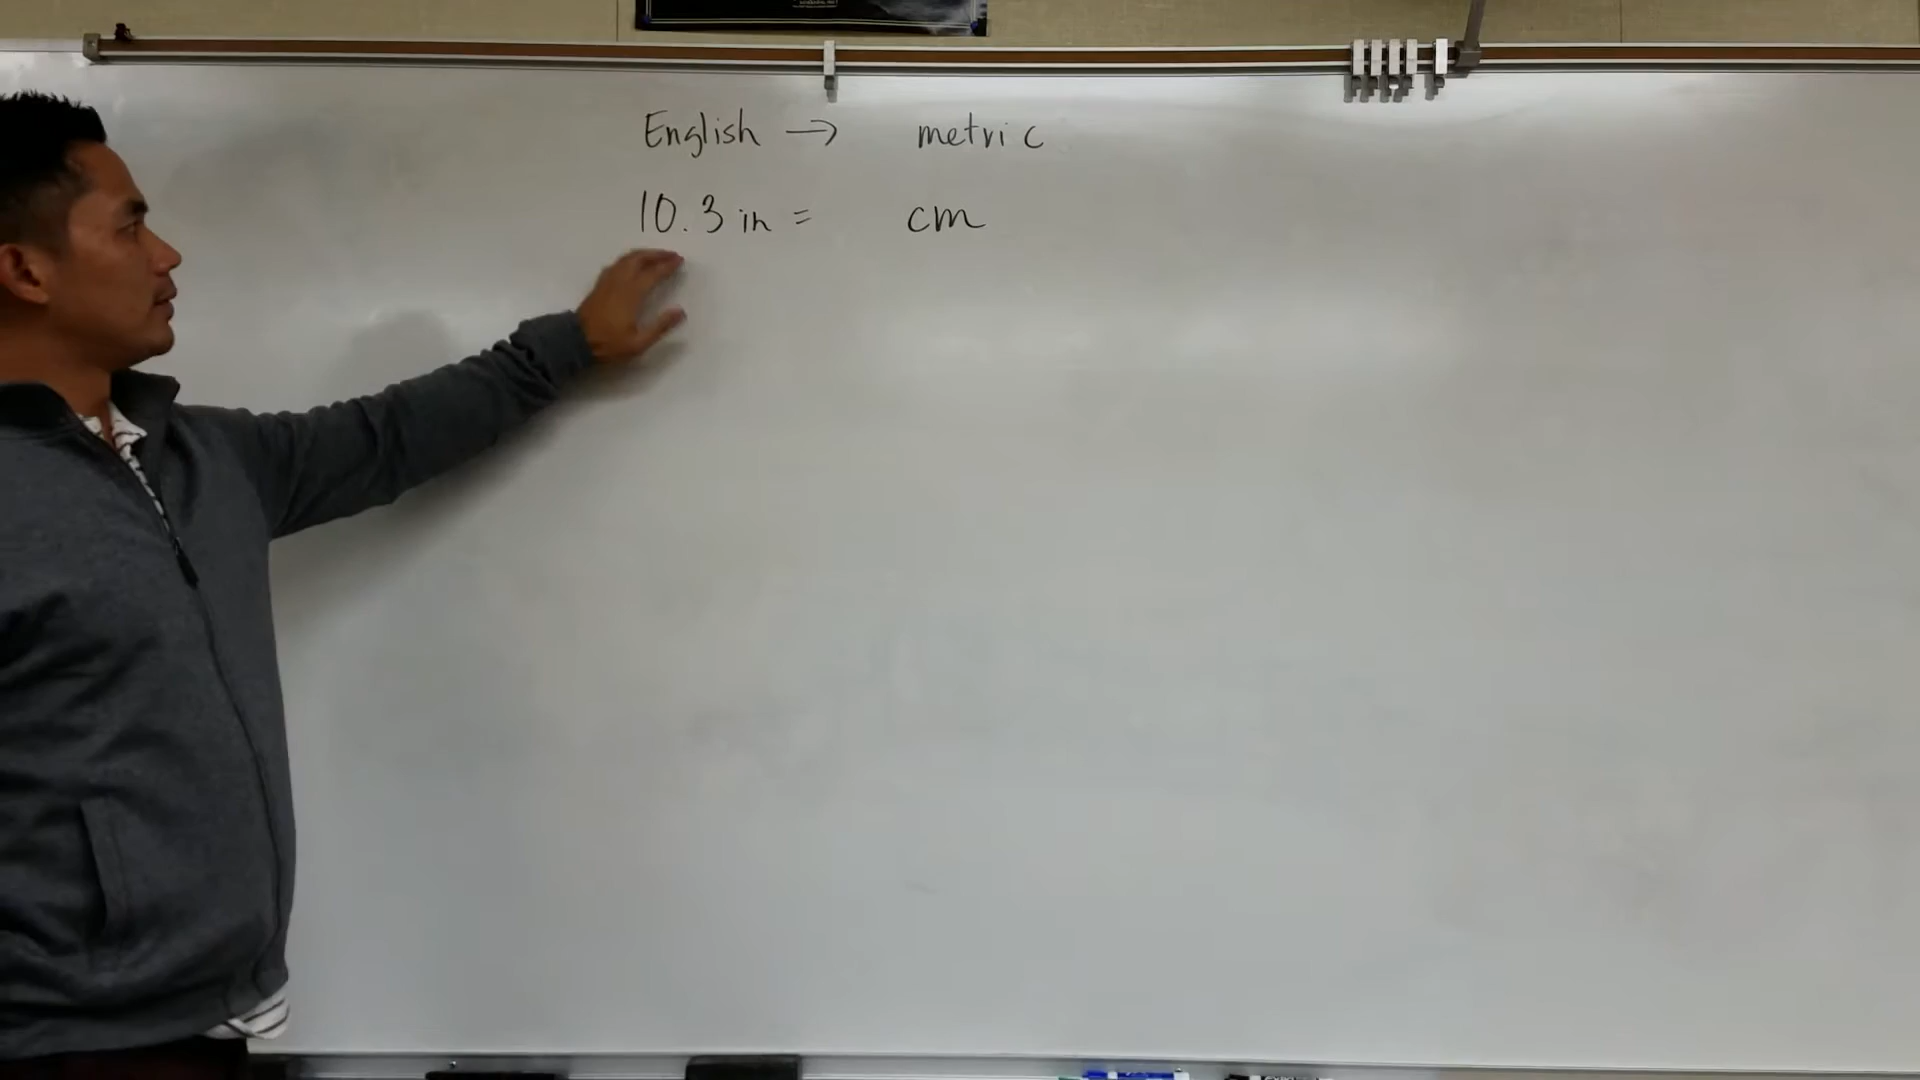 English → metric
10.3 in = cm